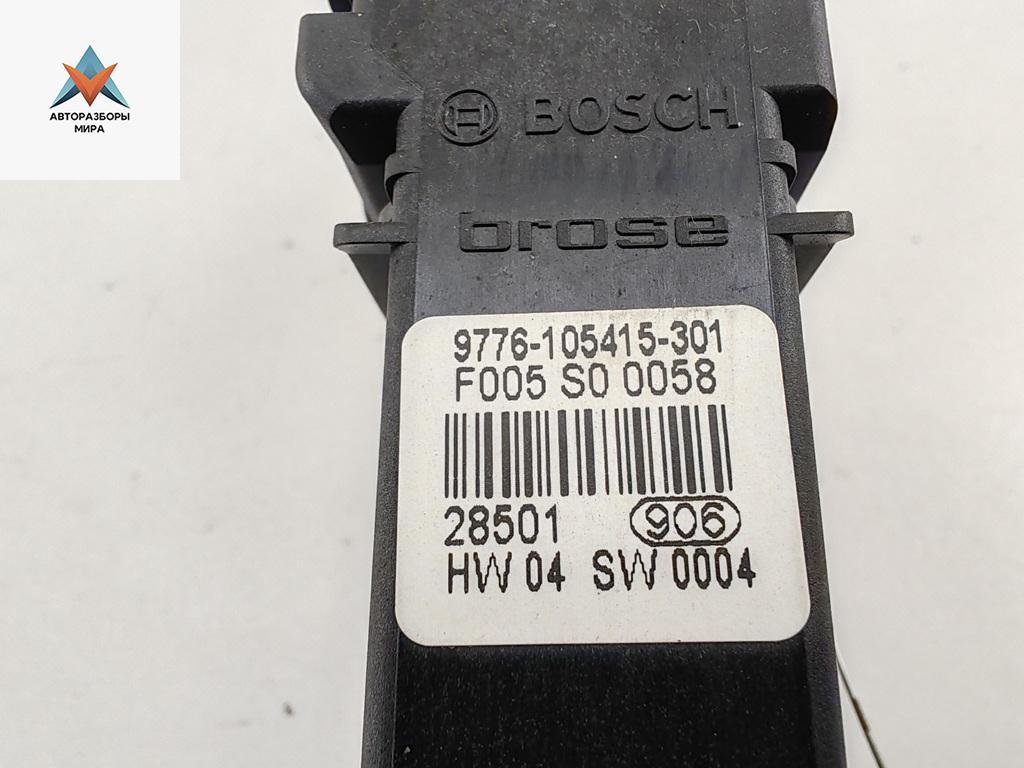 АВТОРАЗБОРЫ
МИРА
BOSCH
brose
9776-105415-301
F005 S0 0058
28501 906
HW 04 SW 0004